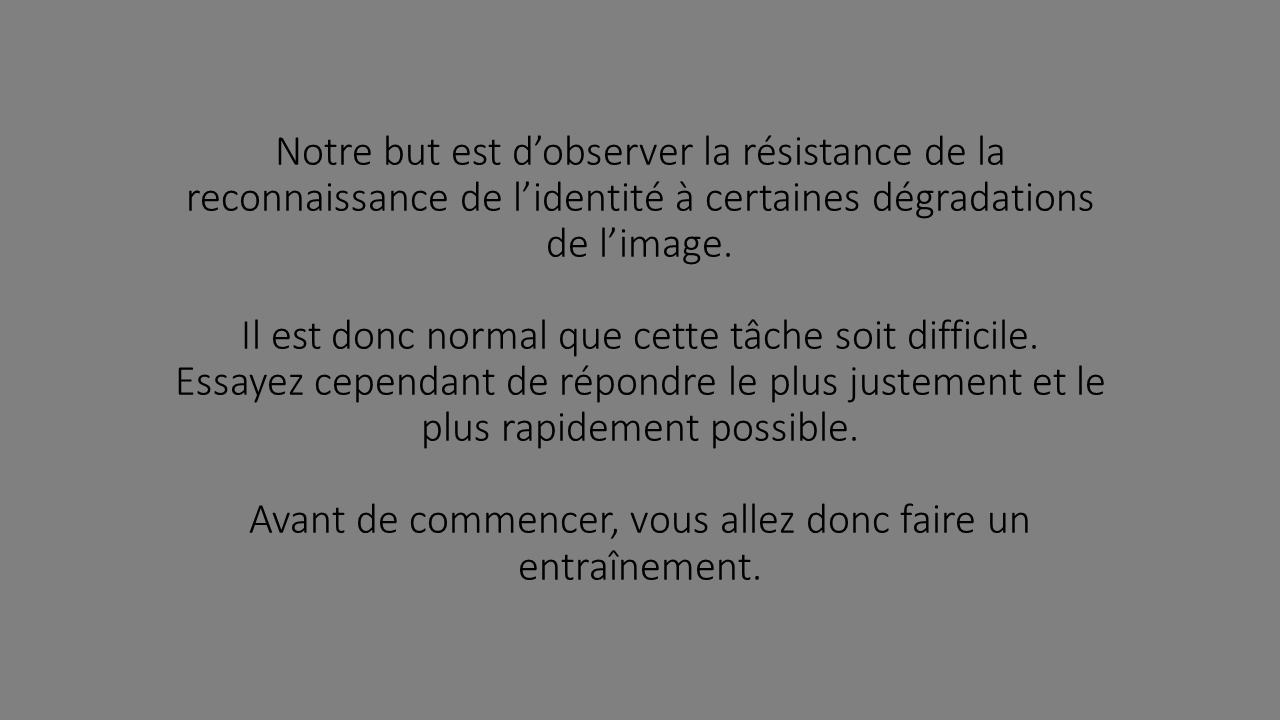 Notre but est d’observer la résistance de la
reconnaissance de l’identité à certaines dégradations
de l’image.
Il est donc normal que cette tâche soit difficile.
Essayez cependant de répondre le plus justement et le
plus rapidement possible.
Avant de commencer, vous allez donc faire un
entraînement.